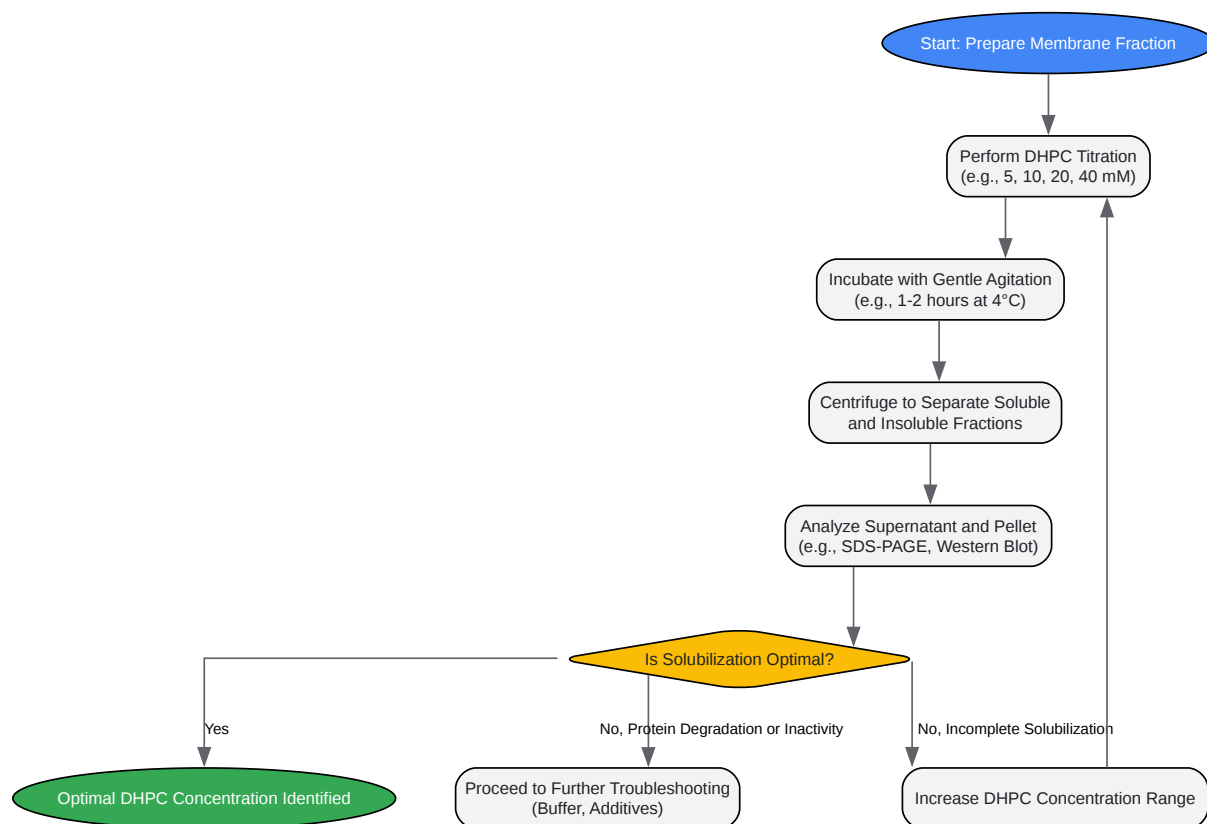 Start: Prepare Membrane Fraction
Perform DHPC Titration
(e.g., 5, 10, 20, 40 mM)
Incubate with Gentle Agitation
(e.g., 1-2 hours at 4°C)
Centrifuge to Separate Soluble
and Insoluble Fractions
Analyze Supernatant and Pellet
(e.g., SDS-PAGE, Western Blot)
Is Solubilization Optimal?
Yes
No, Protein Degradation or Inactivity
No, Incomplete Solubilization
Optimal DHPC Concentration Identified
Proceed to Further Troubleshooting
(Buffer, Additives)
Increase DHPC Concentration Range